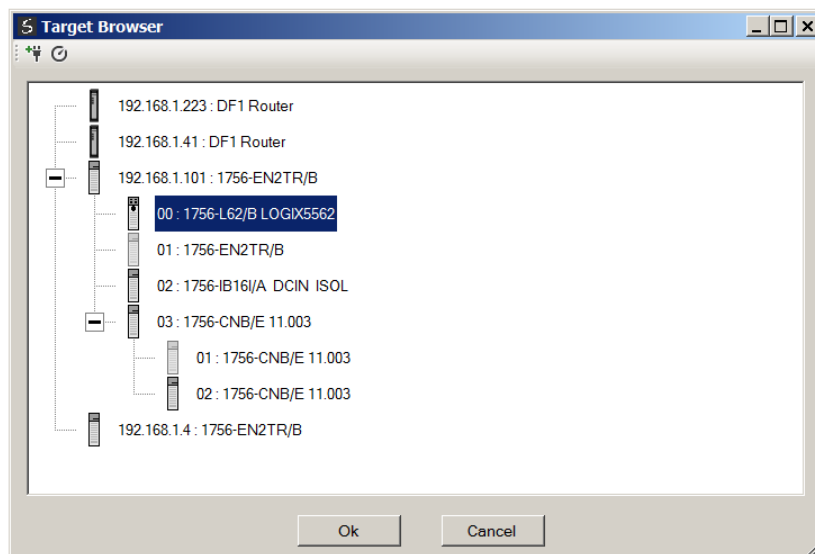 Target Browser
192.168.1.223 : DF1 Router
192.168.1.41 : DF1 Router
192.168.1.101 : 1756-EN2TR/B
00 : 1756-L62/B LOGIX5562
01 : 1756-EN2TR/B
02 : 1756-IB16I/A DCIN ISOL
03 : 1756-CNB/E 11.003
01 : 1756-CNB/E 11.003
02 : 1756-CNB/E 11.003
192.168.1.4 : 1756-EN2TR/B
Ok Cancel